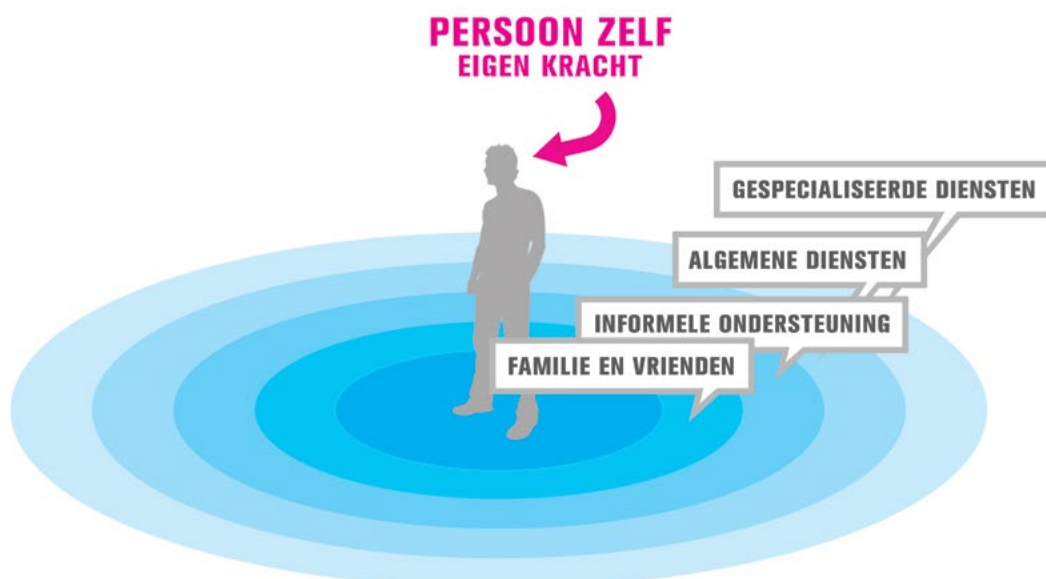 PERSOON ZELF
EIGEN KRACHT
GESPECIALISEERDE DIENSTEN
ALGEMENE DIENSTEN
INFORMELE ONDERSTEUNING
FAMILIE EN VRIENDEN